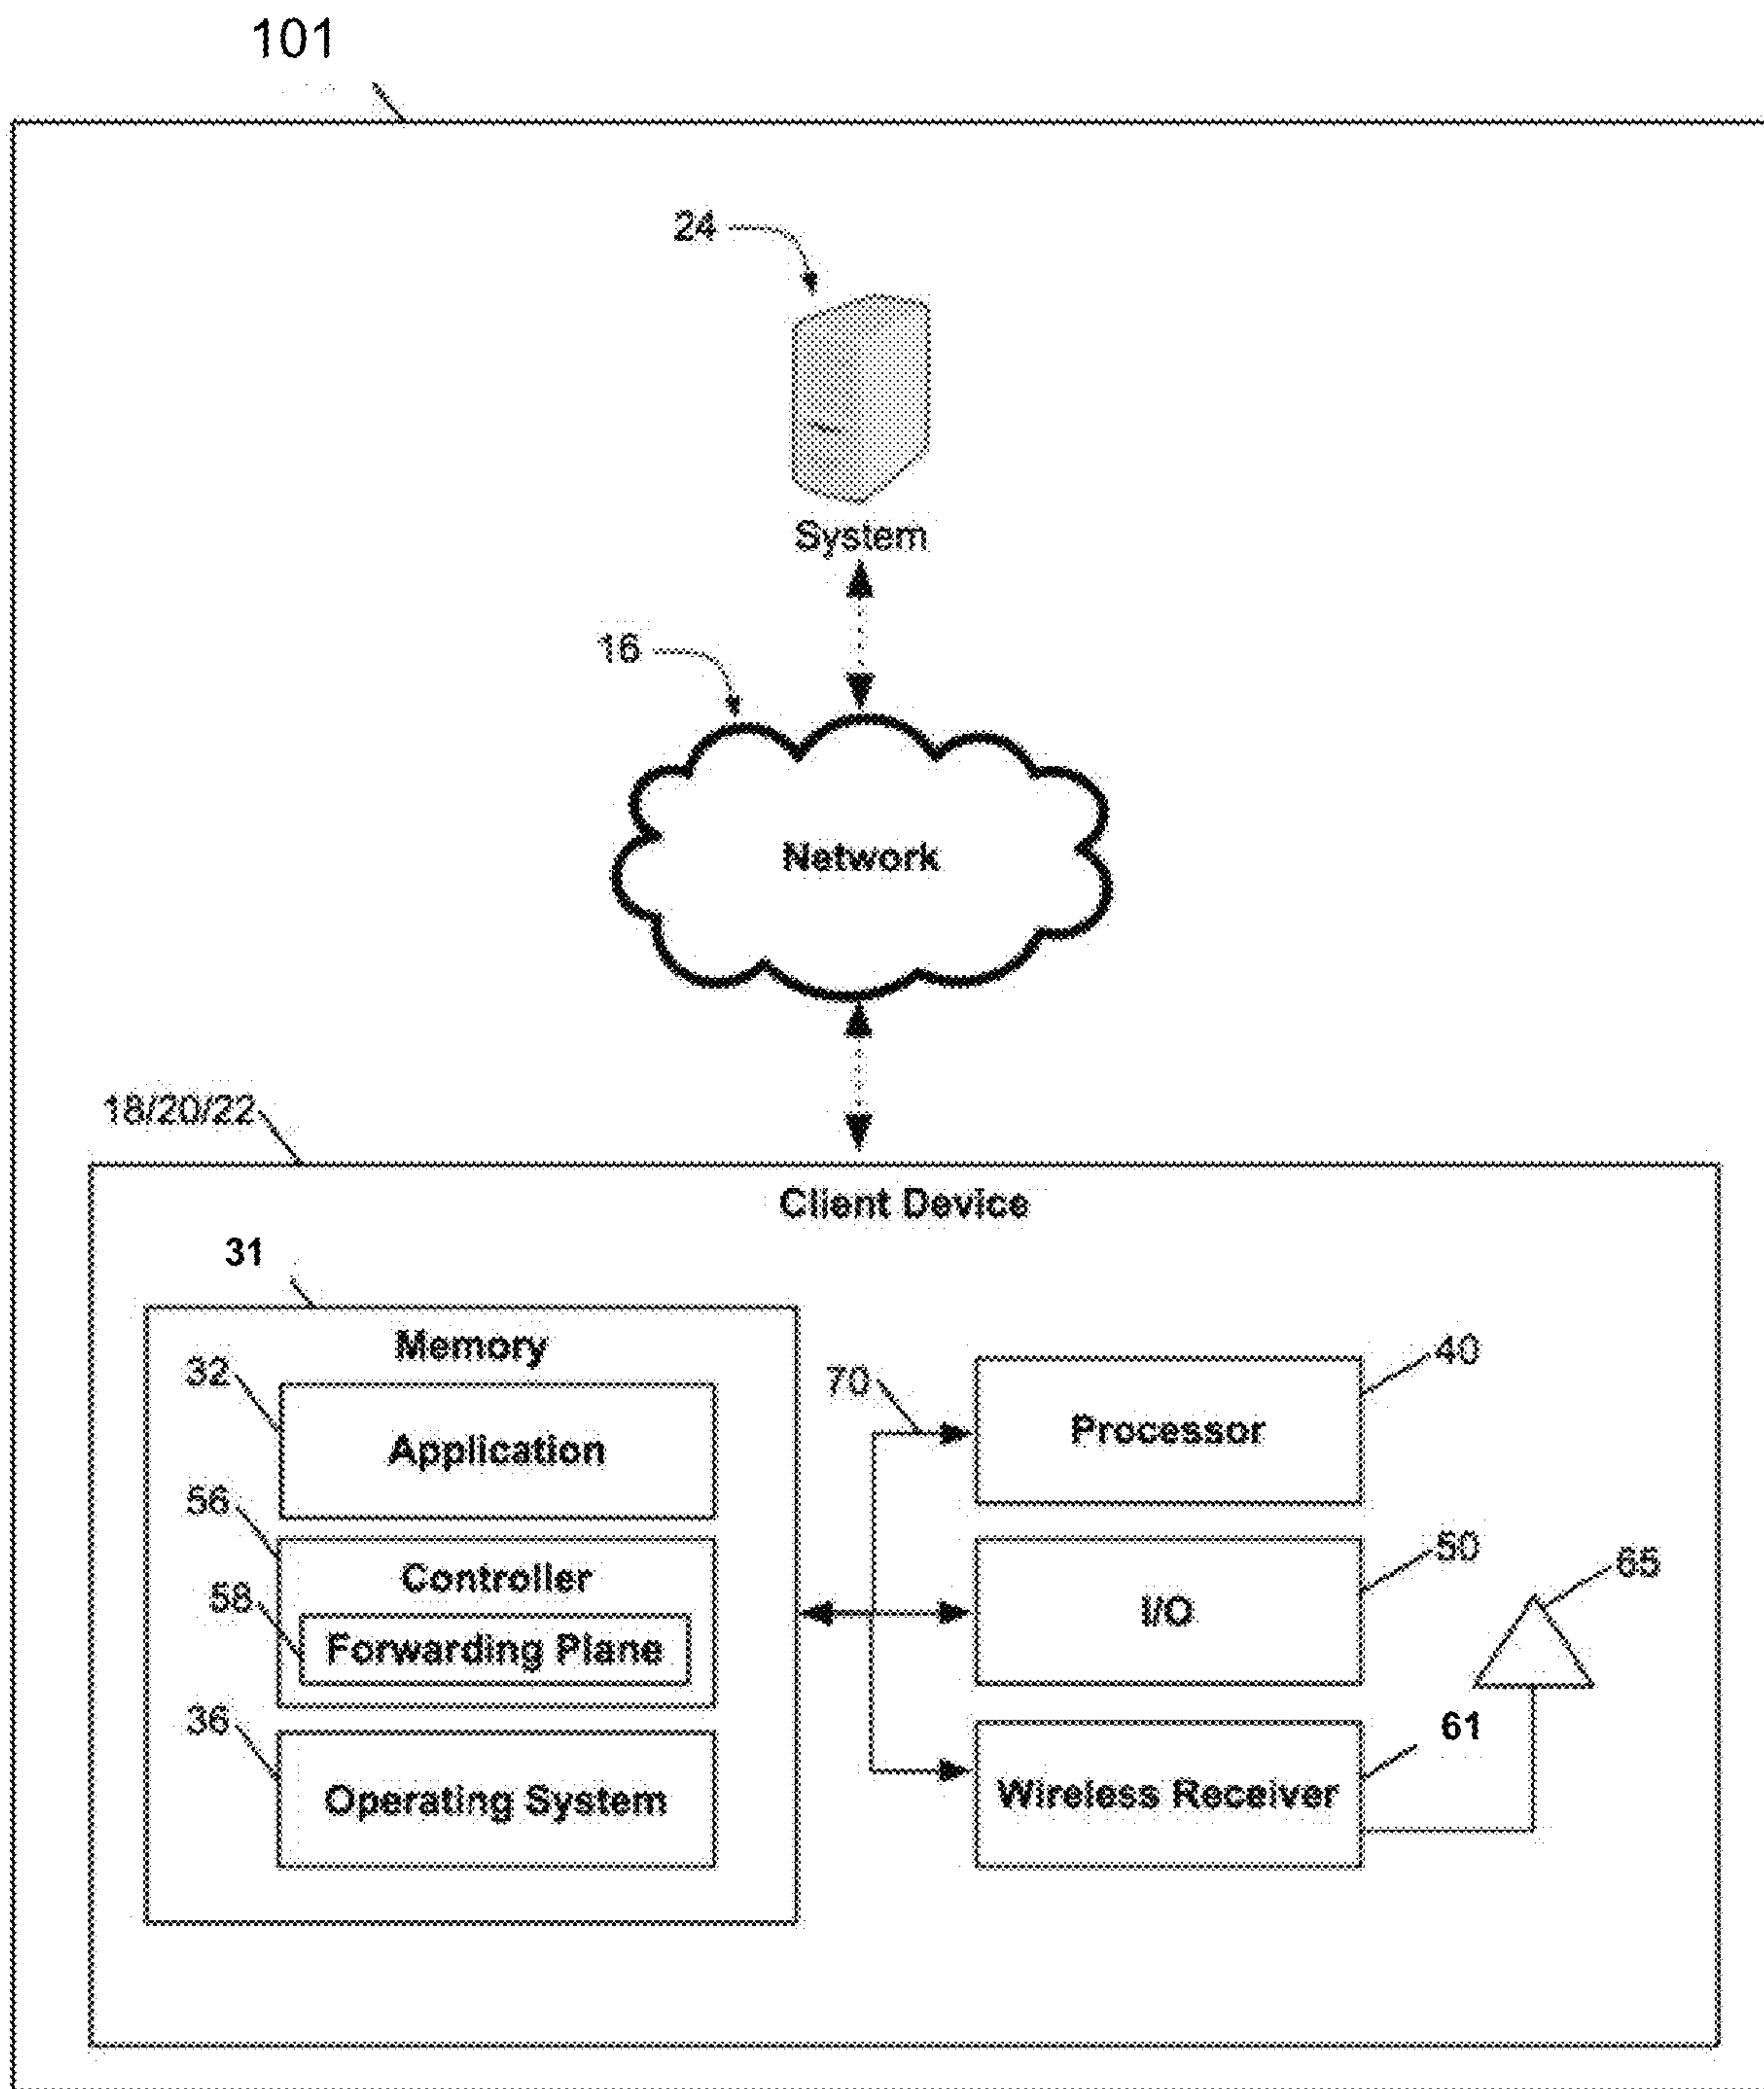 101
24
System
16
Network
18/20/22
Client Device
31
Memory
32
Application
56
Controller
58
Forwarding Plane
36
Operating System
70
Processor
40
I/O
50
65
Wireless Receiver
61